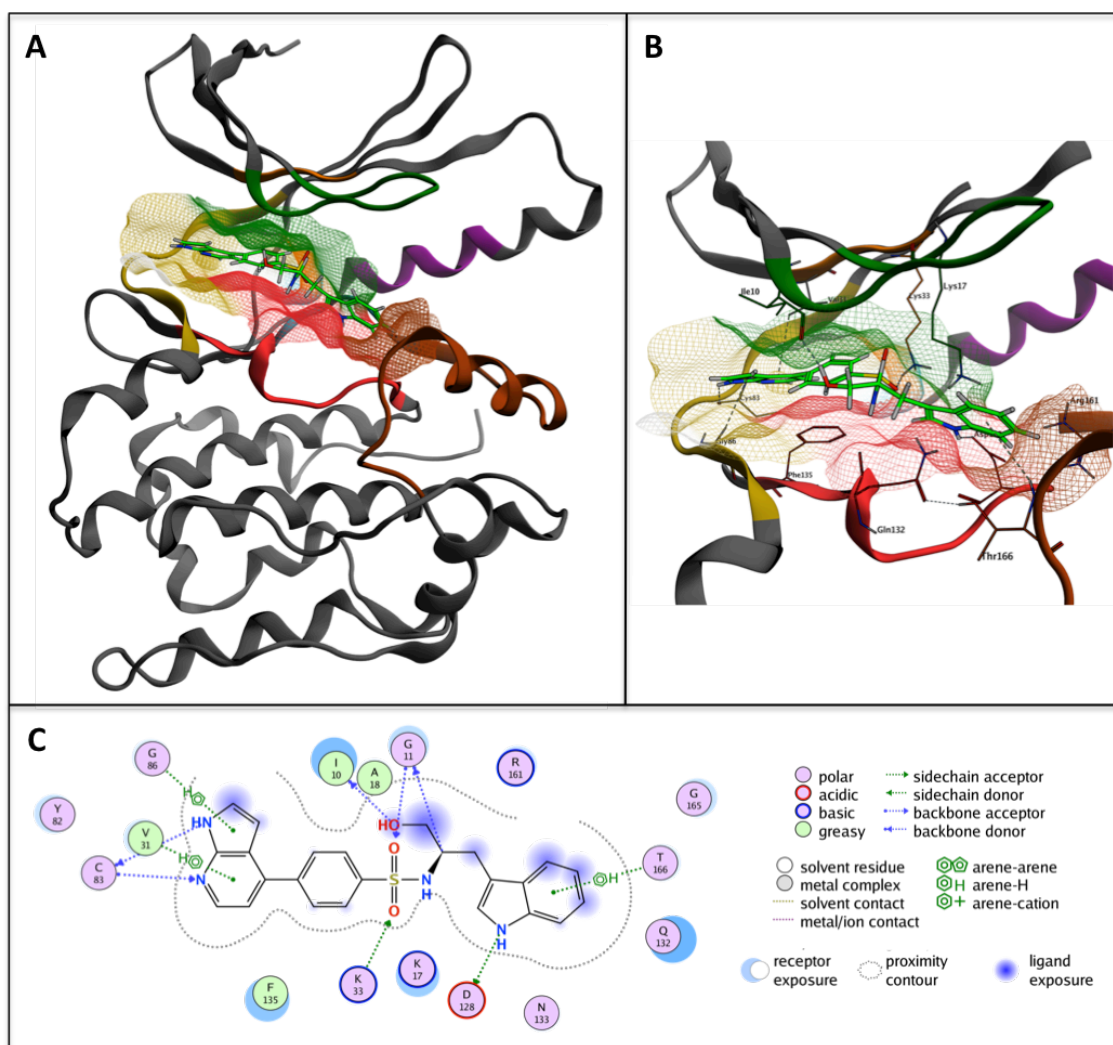 A
B
Ile10
Lys33
Lys17
Cys83
Arg161
Phe135
Gln132
Thr166
C
G
86
Y
82
V
31
C
83
I
10
A
18
G
11
R
161
G
165
T
166
Q
132
N
133
D
128
K
17
K
33
F
135
HN
N
HO
O
S
O
NH
N
H
H
H
H
polar
acidic
basic
greasy
sidechain acceptor
sidechain donor
backbone acceptor
backbone donor
solvent residue
metal complex
solvent contact
metal/ion contact
arene-arene
H arene-H
+ arene-cation
receptor exposure
proximity contour
ligand exposure